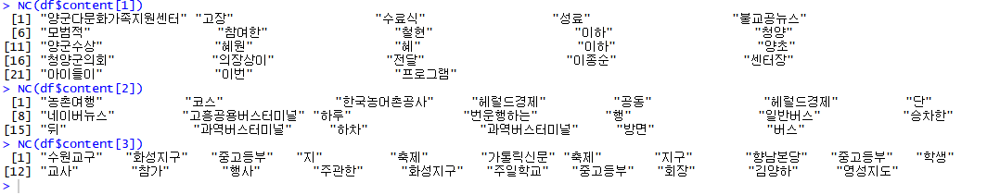 > NC(df$content[1])
[1] "양군다문화가족지원센터" "고장" "수료식" "성료" "불교공뉴스"
[6] "모범적" "참여한" "철현" "이하" "청양"
[11] "양군수상" "혜원" "혜" "이하" "양초"
[16] "청양군의회" "의장상이" "전달" "이종순" "센터장"
[21] "아이들이" "이번" "프로그램"
> NC(df$content[2])
[1] "농촌여행" "코스" "한국농어촌공사" "헤럴드경제" "공동" "헤럴드경제" "단"
[8] "네이버뉴스" "고흥공용버스터미널" "하루" "번운행하는" "행" "일반버스" "승차한"
[15] "뒤" "과역버스터미널" "하차" "과역버스터미널" "방면" "버스"
> NC(df$content[3])
[1] "수원교구" "화성지구" "중고등부" "지" "축제" "가톨릭신문" "축제" "지구" "향남본당" "중고등부" "학생"
[12] "교사" "참가" "행사" "주관한" "화성지구" "주일학교" "중고등부" "회장" "김양하" "영성지도"
>